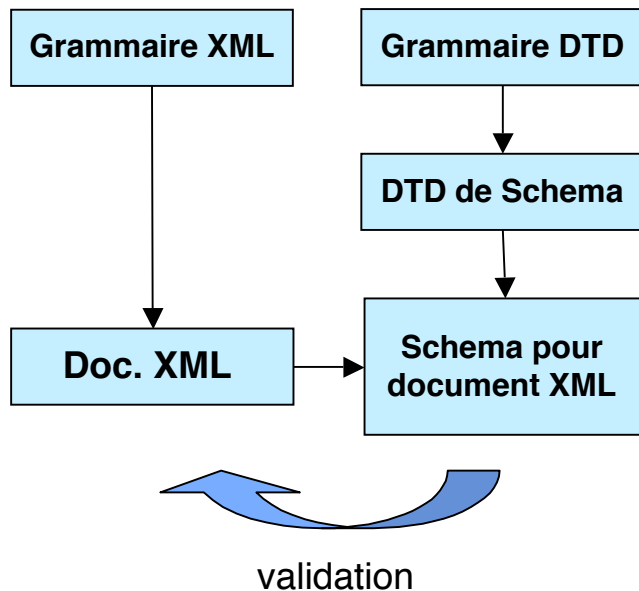 Grammaire XML
Grammaire DTD
DTD de Schema
Doc. XML
Schema pour
document XML
validation